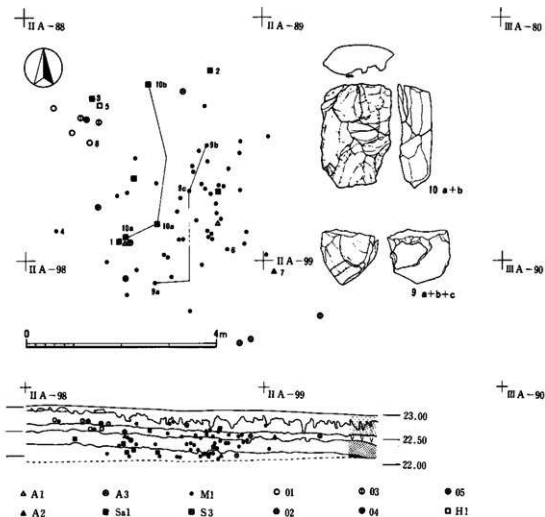 II A-88
II A-89
III A-80
10b
2
3
5
8
9b
9c
4
10a
10a
1
6
9a
10 a+b
II A-98
II A-99
7
III A-90
9 a+b+c
0
4m
II A-98
II A-99
III A-90
23.00
22.50
22.00
A1
A3
M1
01
03
05
A2
Sa1
S3
02
04
H1